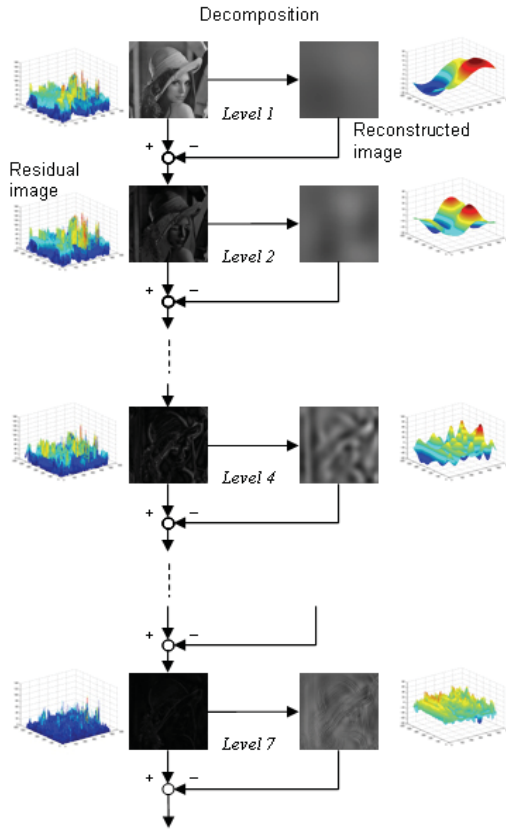 Decomposition
Level 1
+ −
Reconstructed
image
Residual
image
Level 2
+ −
Level 4
+ −
+ −
Level 7
+ −